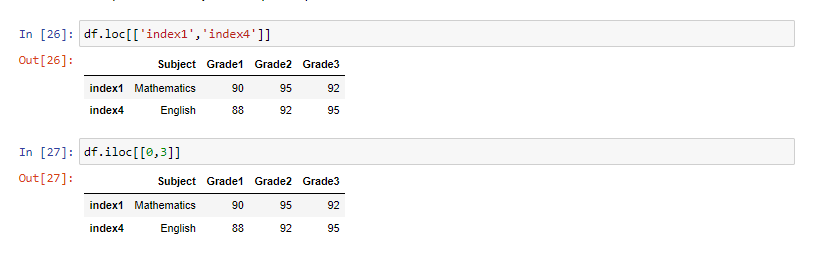 In [26]: df.loc[['index1','index4']]
Out[26]:
Subject Grade1 Grade2 Grade3
index1 Mathematics 90 95 92
index4 English 88 92 95
In [27]: df.iloc[[0,3]]
Out[27]:
Subject Grade1 Grade2 Grade3
index1 Mathematics 90 95 92
index4 English 88 92 95